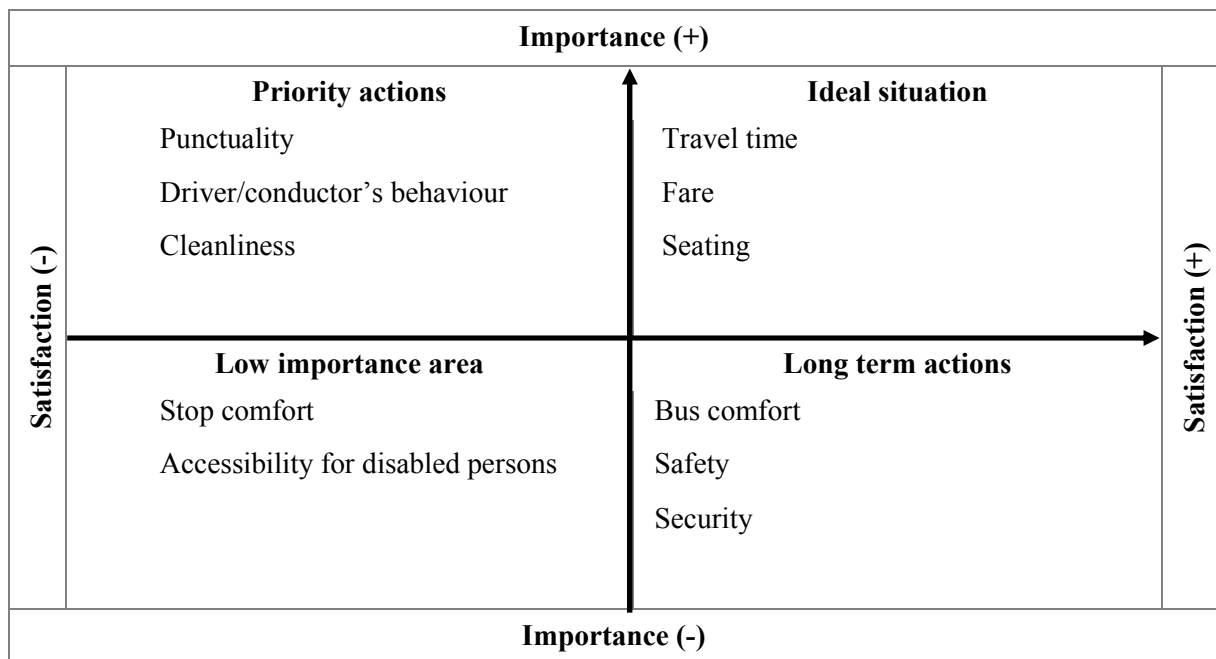 Importance (+)
Satisfaction (-)
Priority actions
Punctuality
Driver/conductor’s behaviour
Cleanliness
Ideal situation
Travel time
Fare
Seating
Satisfaction (+)
Low importance area
Stop comfort
Accessibility for disabled persons
Long term actions
Bus comfort
Safety
Security
Importance (-)